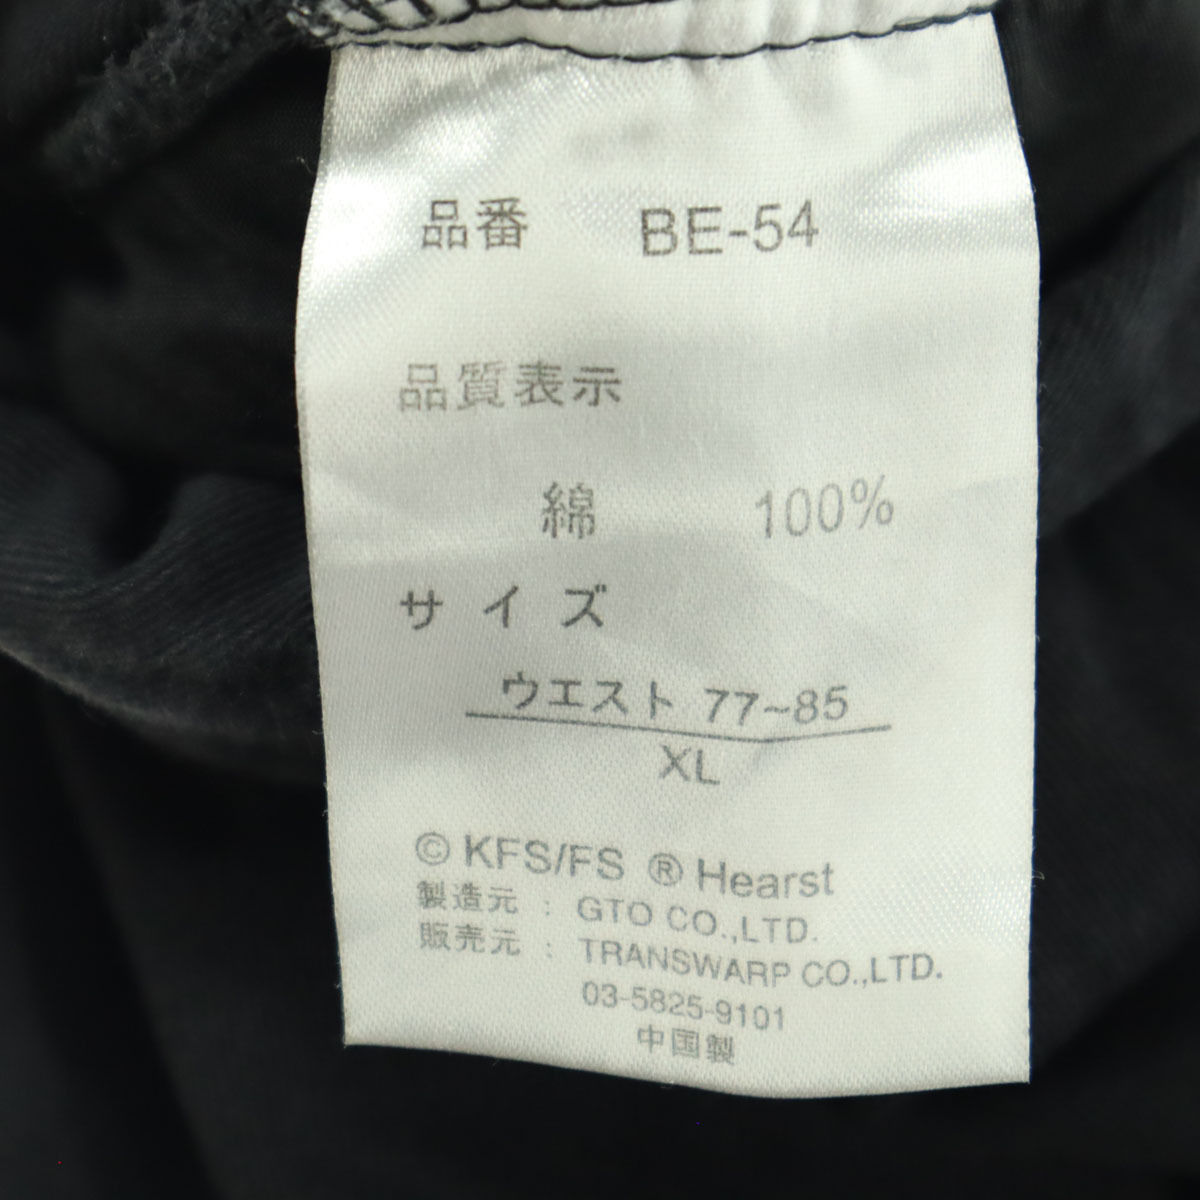 品番 BE-54
品質表示
綿 100%
サイズ
ウエスト 77~85
XL
© KFS/FS ® Hearst
製造元 : GTO CO.,LTD.
販売元 : TRANSWARP CO.,LTD.
03-5825-9101
中国製